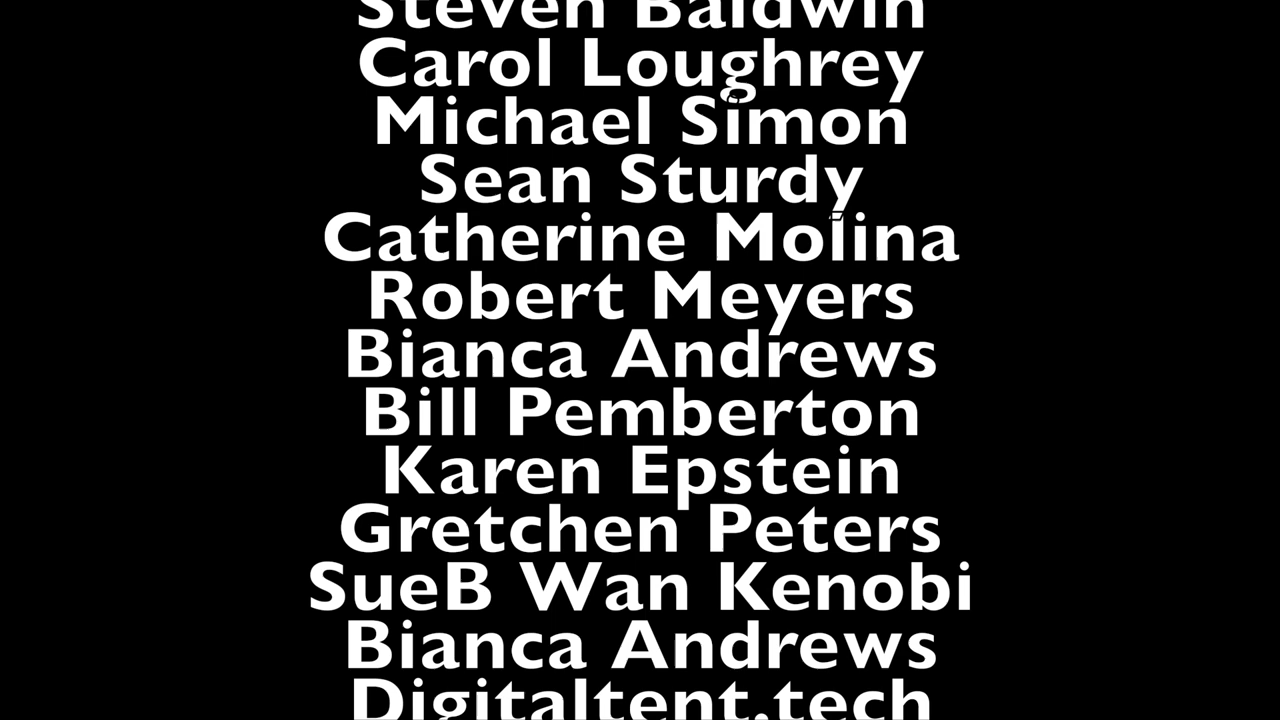 Steven Baldwin
Carol Loughrey
Michael Simon
Sean Sturdy
Catherine Molina
Robert Meyers
Bianca Andrews
Bill Pemberton
Karen Epstein
Gretchen Peters
SueB Wan Kenobi
Bianca Andrews
Digitaltent.tech